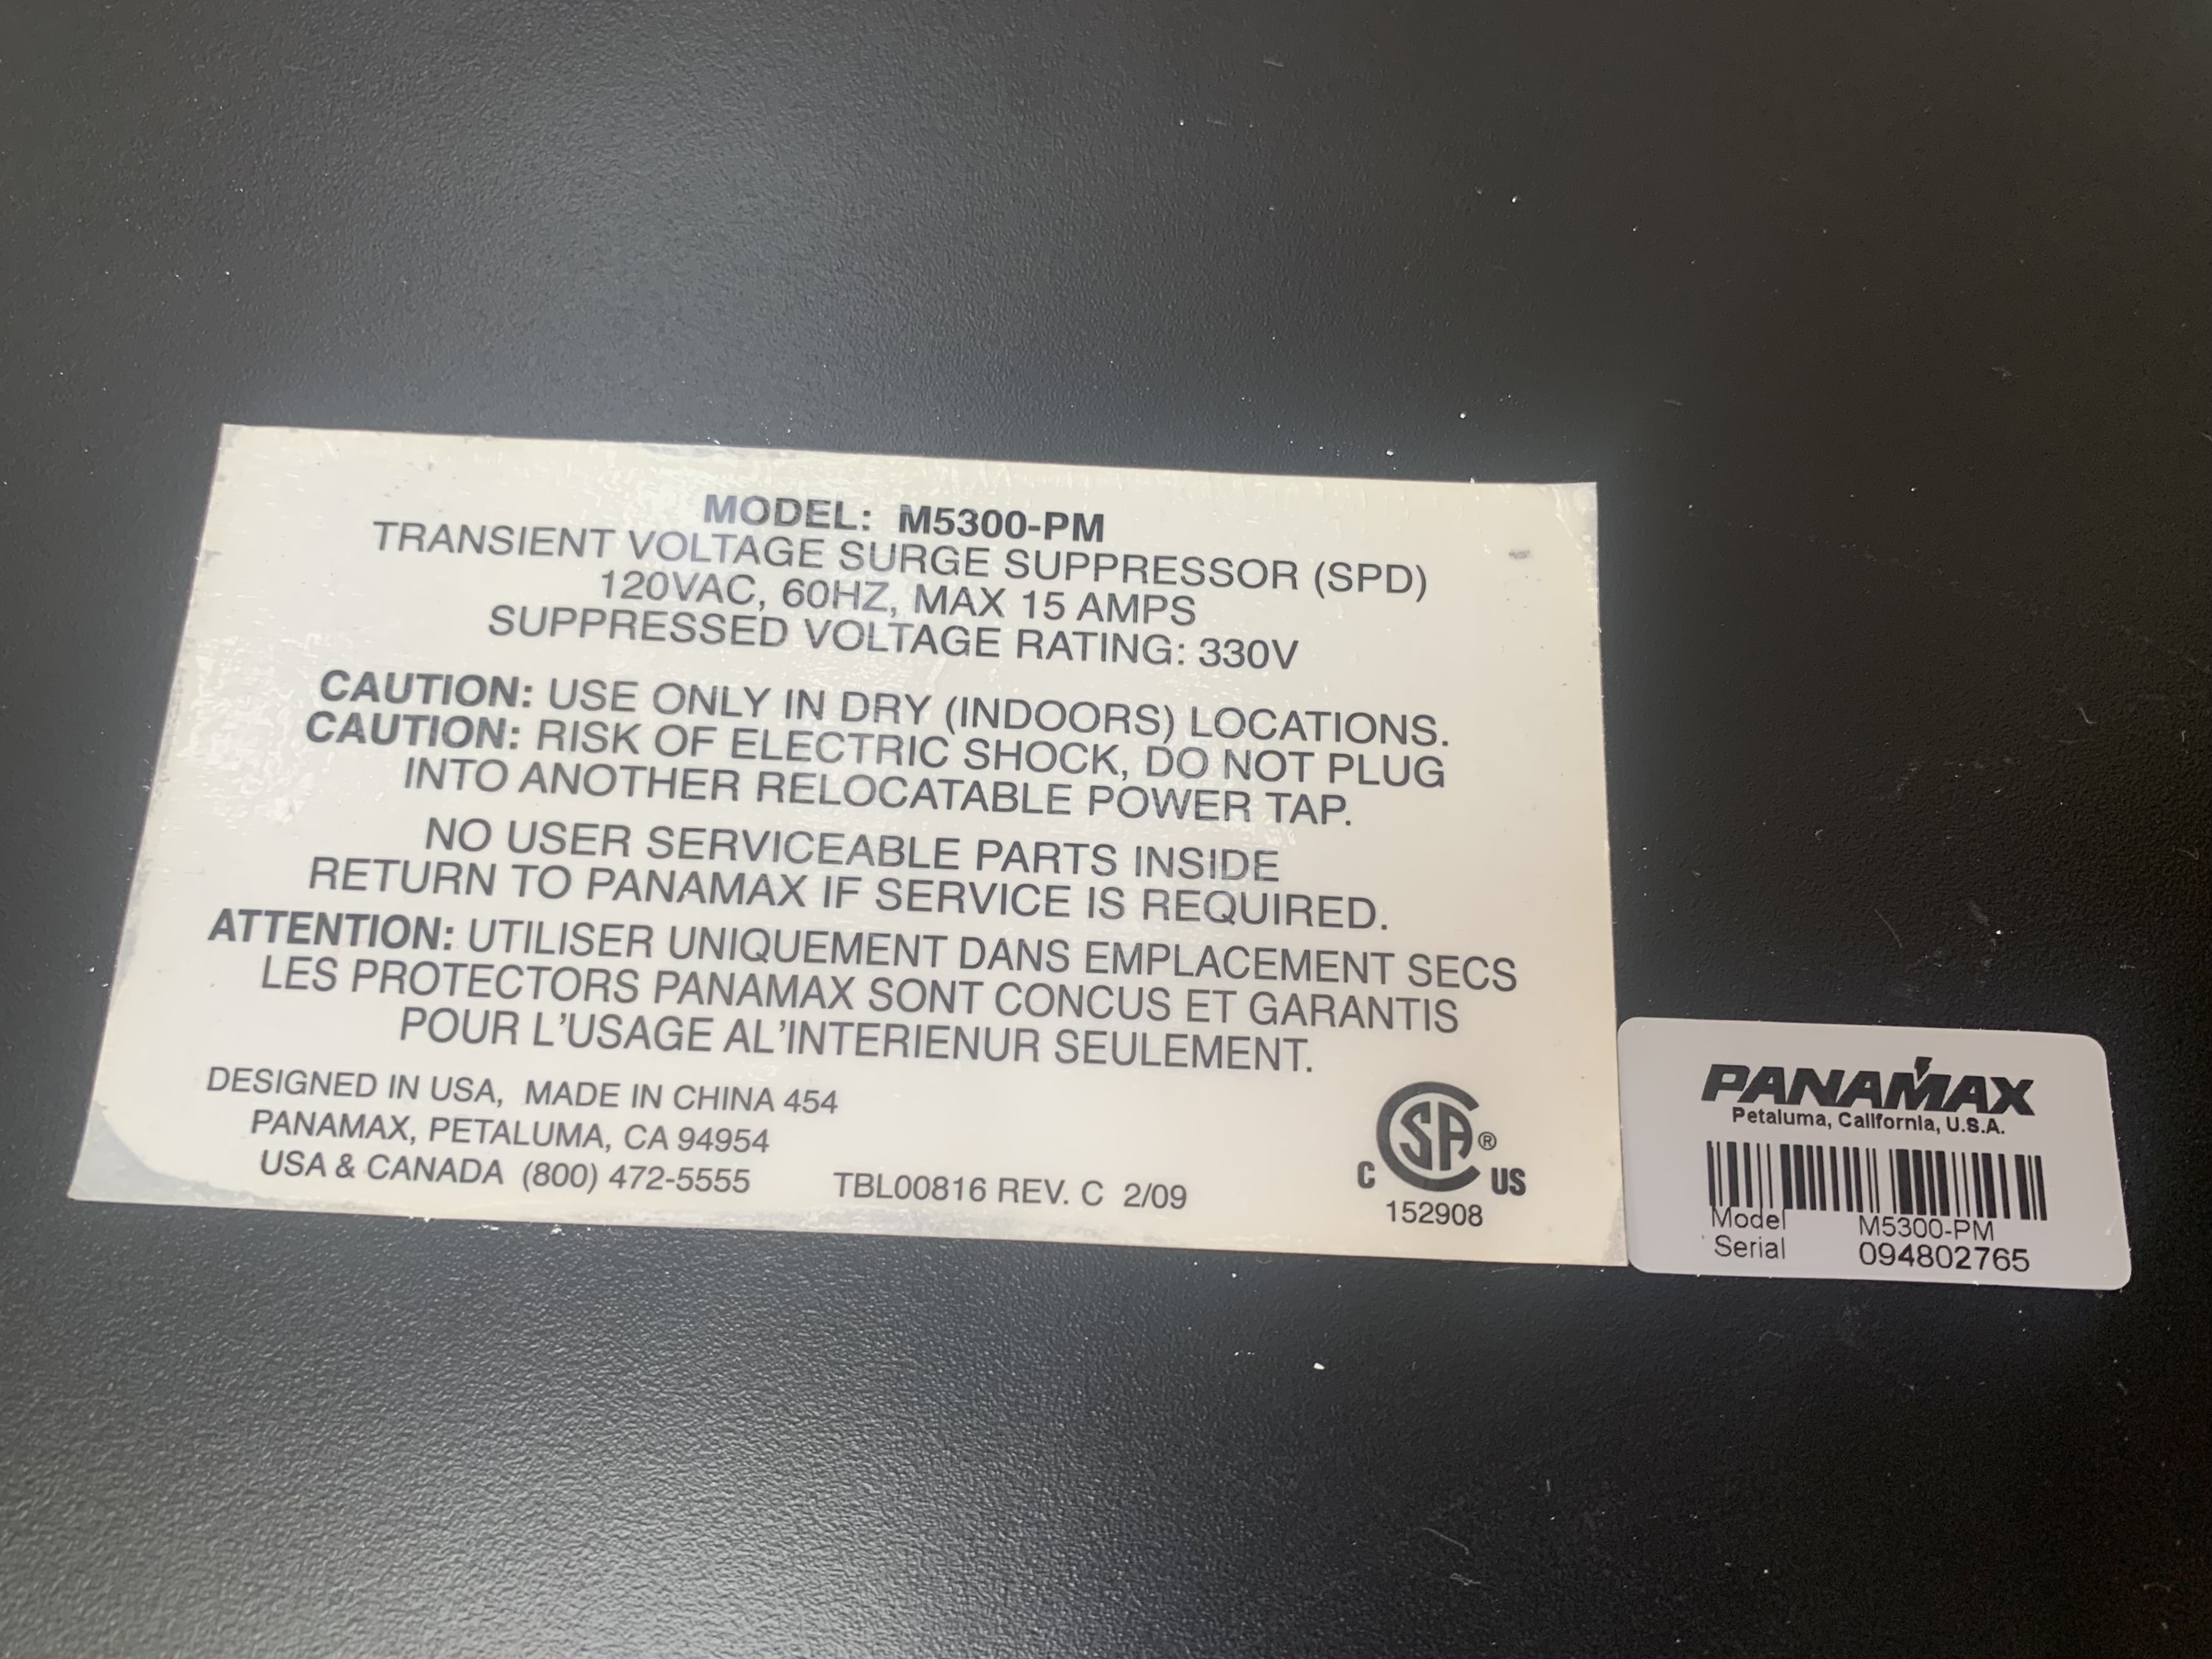 MODEL: M5300-PM
TRANSIENT VOLTAGE SURGE SUPPRESSOR (SPD)
120VAC, 60HZ, MAX 15 AMPS
SUPPRESSED VOLTAGE RATING: 330V
CAUTION: USE ONLY IN DRY (INDOORS) LOCATIONS.
CAUTION: RISK OF ELECTRIC SHOCK, DO NOT PLUG
INTO ANOTHER RELOCATABLE POWER TAP.
NO USER SERVICEABLE PARTS INSIDE
RETURN TO PANAMAX IF SERVICE IS REQUIRED.
ATTENTION: UTILISER UNIQUEMENT DANS EMPLACEMENT SECS
LES PROTECTORS PANAMAX SONT CONCUS ET GARANTIS
POUR L'USAGE AL'INTERIENUR SEULEMENT.
DESIGNED IN USA, MADE IN CHINA 454
PANAMAX, PETALUMA, CA 94954
USA & CANADA (800) 472-5555
TBL00816 REV. C 2/09
C SA® US
152908
PANAMAX
Petaluma, California, U.S.A.
Model M5300-PM
Serial 094802765